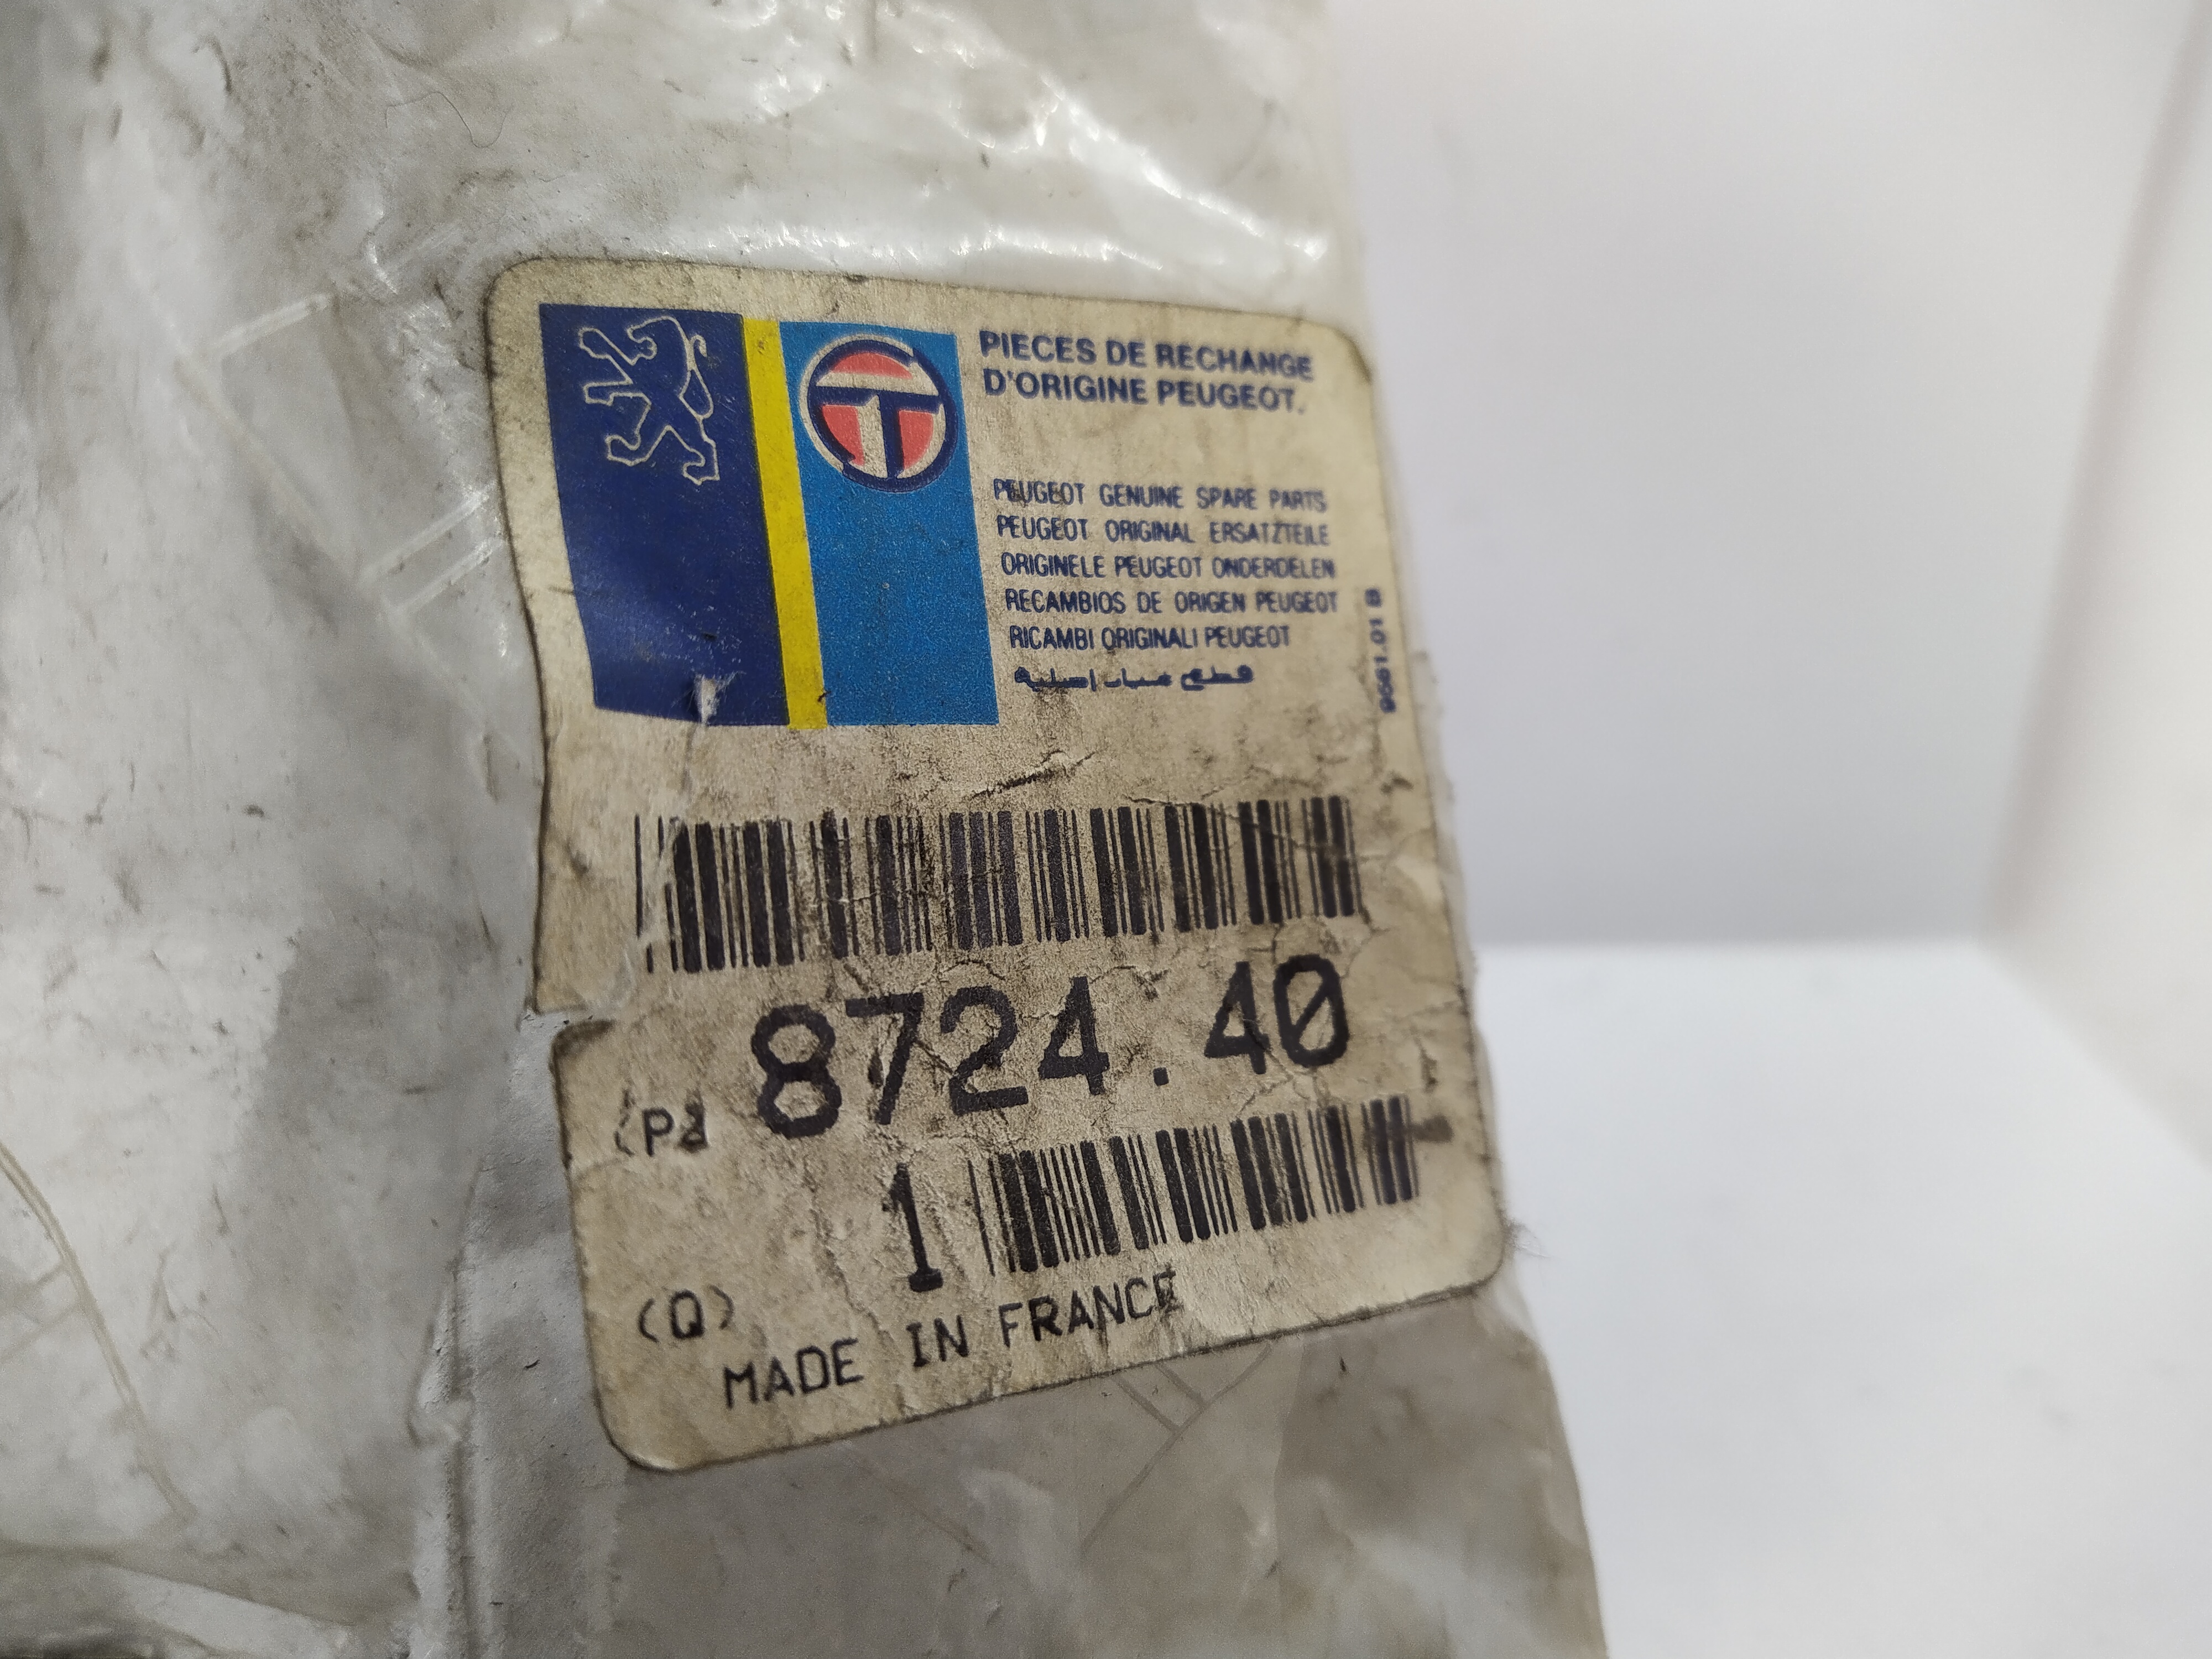 PIECES DE RECHANGE
D'ORIGINE PEUGEOT.
PEUGEOT GENUINE SPARE PARTS
PEUGEOT ORIGINAL ERSATZTEILE
ORIGINELE PEUGEOT ONDERDELEN
RECAMBIOS DE ORIGEN PEUGEOT
RICAMBI ORIGINALI PEUGEOT
قطع غيار اصلية
9561.01 B
8724.40
1
(Q)
MADE IN FRANCE